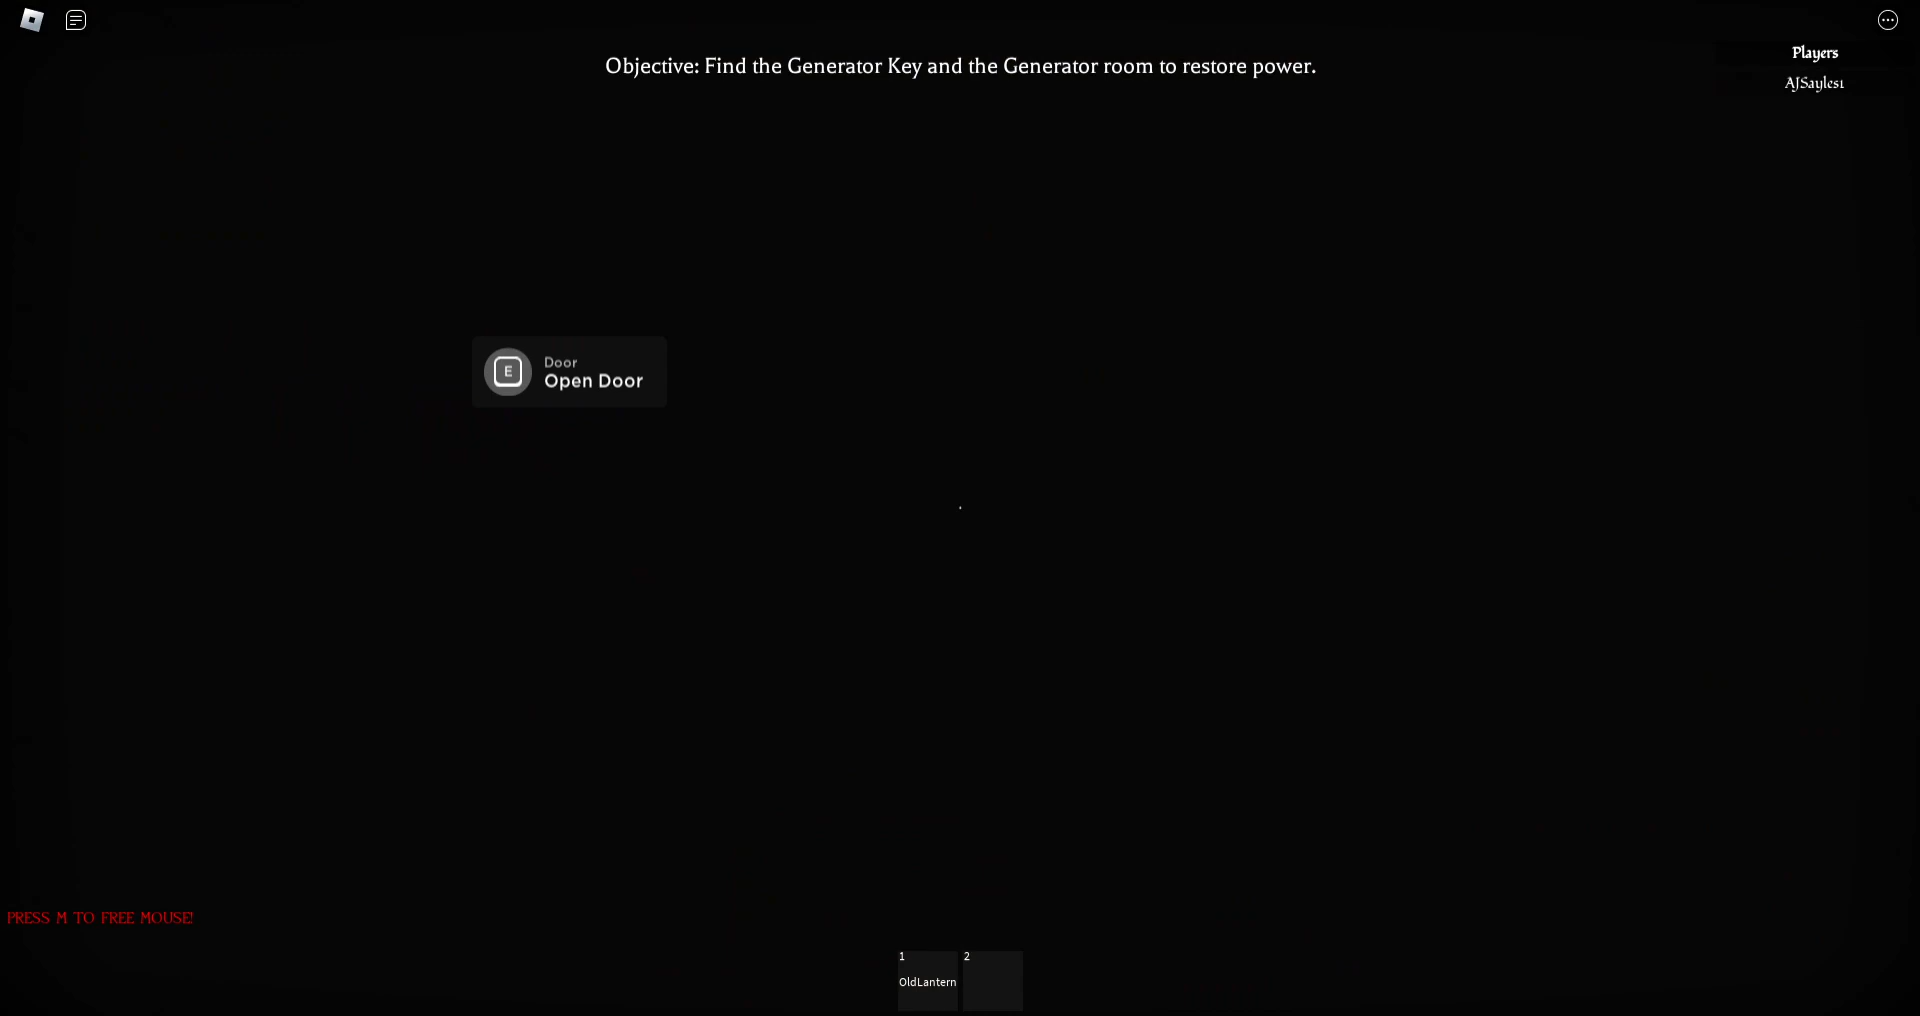 Objective: Find the Generator Key and the Generator room to restore power.
Players
AJSayles1
E
Door
Open Door
PRESS M TO FREE MOUSE!
1
OldLantern
2